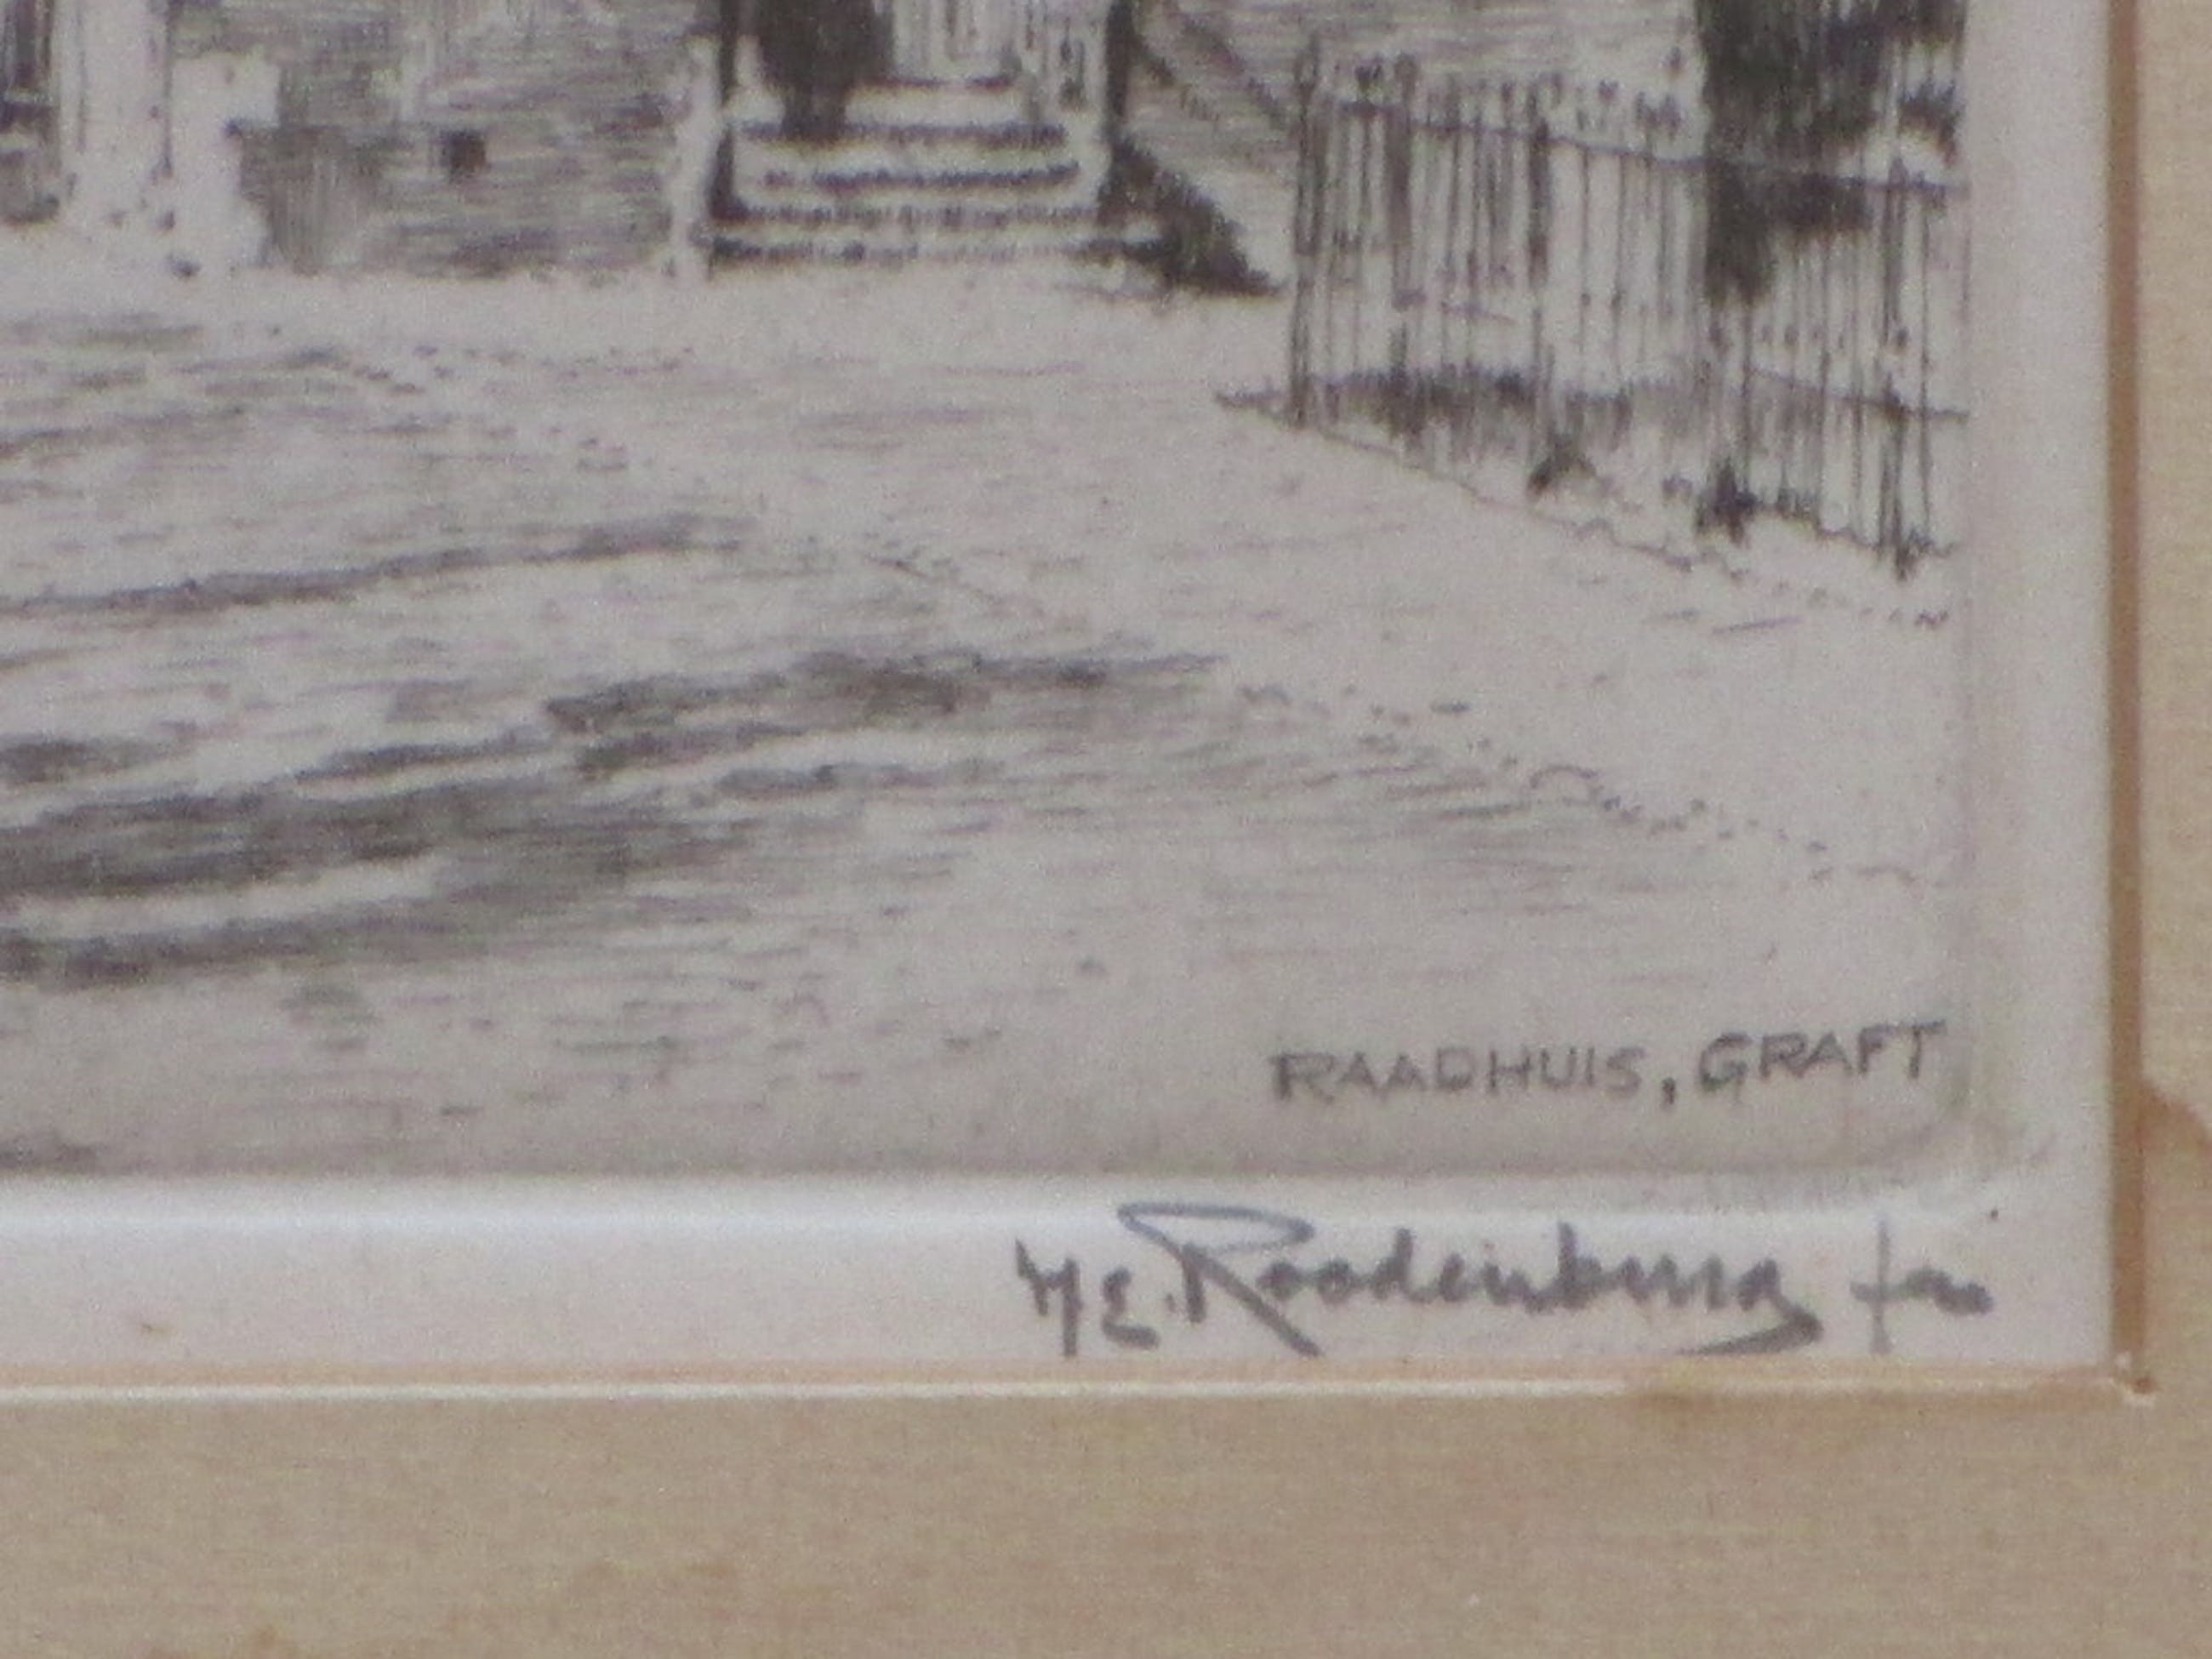 RAADHUIS, GRAFT
H.E. Roodenburg fec